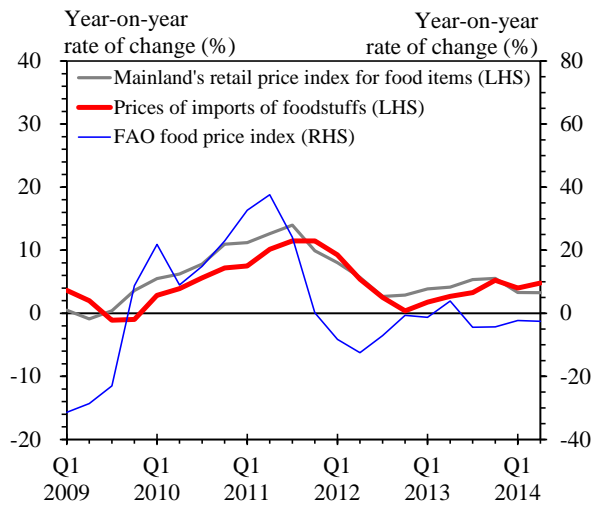 Year-on-year
rate of change (%)
Year-on-year
rate of change (%)
40
30
20
10
0
-10
-20
80
60
40
20
0
-20
-40
Mainland's retail price index for food items (LHS)
Prices of imports of foodstuffs (LHS)
FAO food price index (RHS)
Q1 Q1 Q1 Q1 Q1 Q1
2009 2010 2011 2012 2013 2014